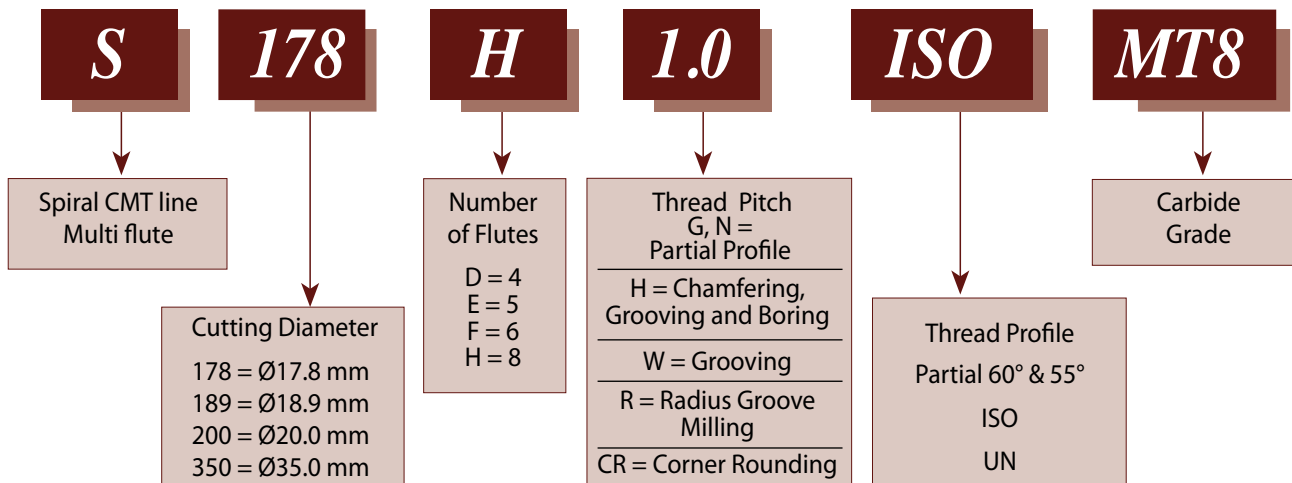 S 178 H 1.0 ISO MT8
Spiral CMT line
Multi flute
Cutting Diameter
178 = Ø17.8 mm
189 = Ø18.9 mm
200 = Ø20.0 mm
350 = Ø35.0 mm
Number
of Flutes
D = 4
E = 5
F = 6
H = 8
Thread Pitch
G, N =
Partial Profile
H = Chamfering,
Grooving and Boring
W = Grooving
R = Radius Groove
Milling
CR = Corner Rounding
Thread Profile
Partial 60° & 55°
ISO
UN
Carbide
Grade